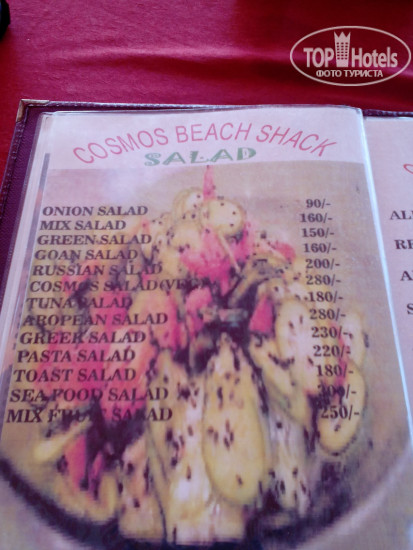 TOP Hotels
ФОТО ТУРИСТА
COSMOS BEACH SHACK
SALAD
ONION SALAD 90/-
MIX SALAD 160/-
GREEN SALAD 150/-
GOAN SALAD 160/-
RUSSIAN SALAD 200/-
COSMOS SALAD(VEG) 280/-
TUNA SALAD 180/-
AROPEAN SALAD 280/-
GREEK SALAD 230/-
PASTA SALAD 220/-
TOAST SALAD 180/-
SEA FOOD SALAD 300/-
MIX FRUIT SALAD 250/-